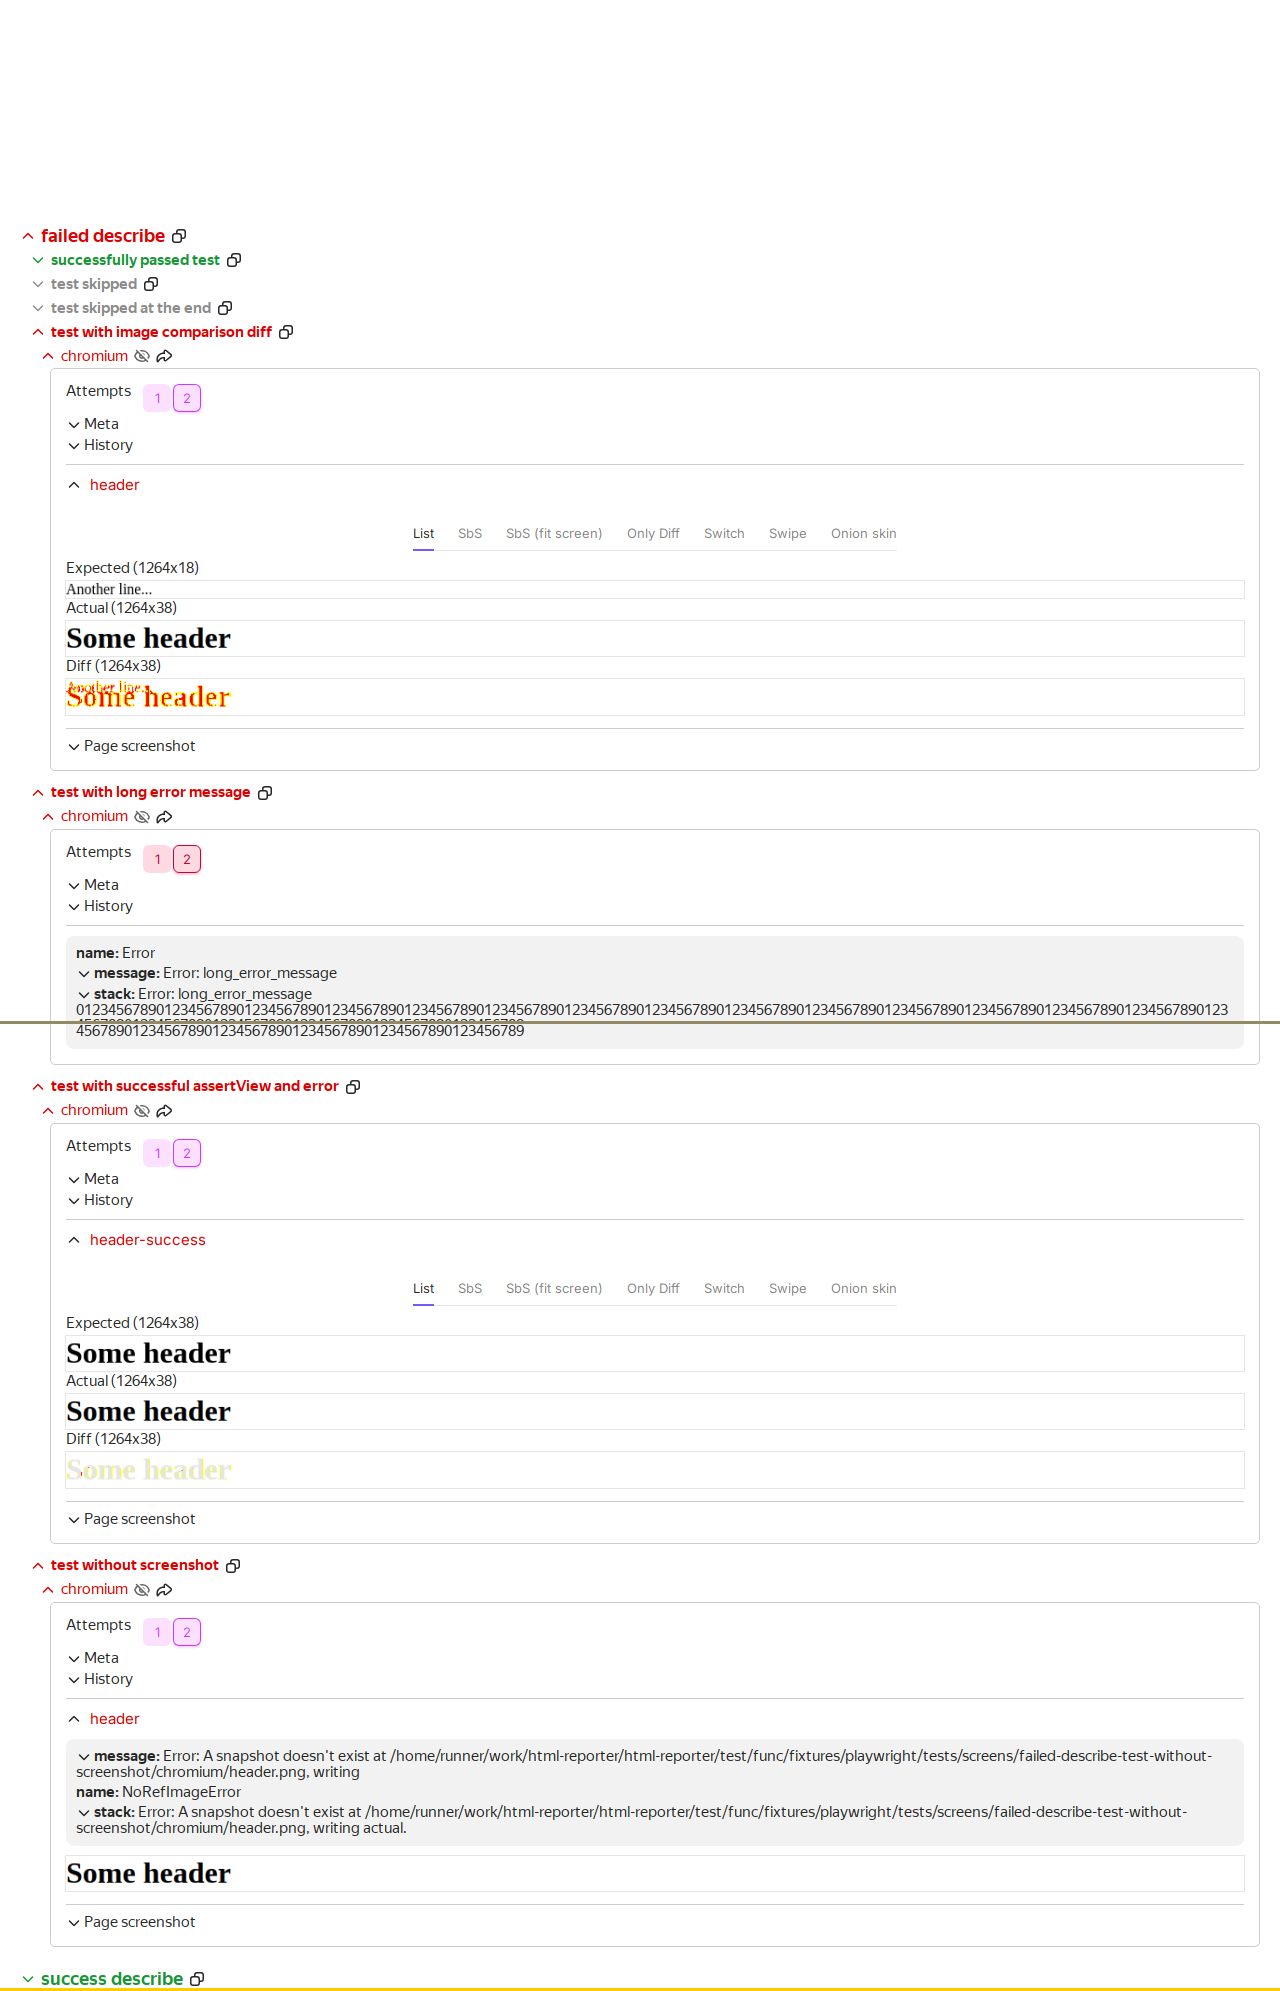 failed describe
successfully passed test
test skipped
test skipped at the end
test with image comparison diff
chromium
Attempts 1 2
Meta
History
header
List SbS SbS (fit screen) Only Diff Switch Swipe Onion skin
Expected (1264x18)
Another line...
Actual (1264x38)
Some header
Diff (1264x38)
Another line...
Some header
Page screenshot
test with long error message
chromium
Attempts 1 2
Meta
History
name: Error
message: Error: long_error_message
stack: Error: long_error_message
test with successful assertView and error
chromium
Attempts 1 2
Meta
History
header-success
List SbS SbS (fit screen) Only Diff Switch Swipe Onion skin
Expected (1264x38)
Some header
Actual (1264x38)
Some header
Diff (1264x38)
Some header
Page screenshot
test without screenshot
chromium
Attempts 1 2
Meta
History
header
message: Error: A snapshot doesn't exist at /home/runner/work/html-reporter/html-reporter/test/func/fixtures/playwright/tests/screens/failed-describe-test-without-
screenshot/chromium/header.png, writing
name: NoRefImageError
stack: Error: A snapshot doesn't exist at /home/runner/work/html-reporter/html-reporter/test/func/fixtures/playwright/tests/screens/failed-describe-test-without-
screenshot/chromium/header.png, writing actual.
Some header
Page screenshot
success describe